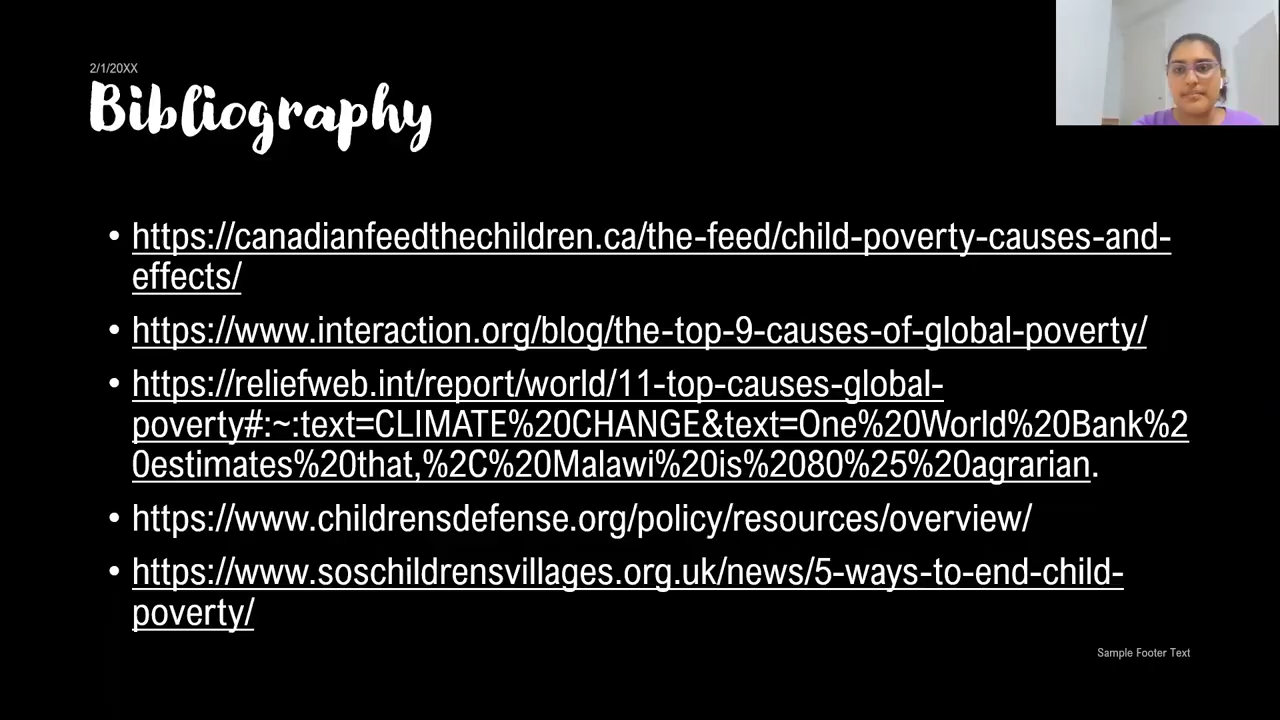 2/1/20XX
Bibliography
• https://canadianfeedthechildren.ca/the-feed/child-poverty-causes-and-
effects/
• https://www.interaction.org/blog/the-top-9-causes-of-global-poverty/
• https://reliefweb.int/report/world/11-top-causes-global-
poverty#:~:text=CLIMATE%20CHANGE&text=One%20World%20Bank%2
0estimates%20that,%2C%20Malawi%20is%2080%25%20agrarian.
• https://www.childrensdefense.org/policy/resources/overview/
• https://www.soschildrensvillages.org.uk/news/5-ways-to-end-child-
poverty/
Sample Footer Text